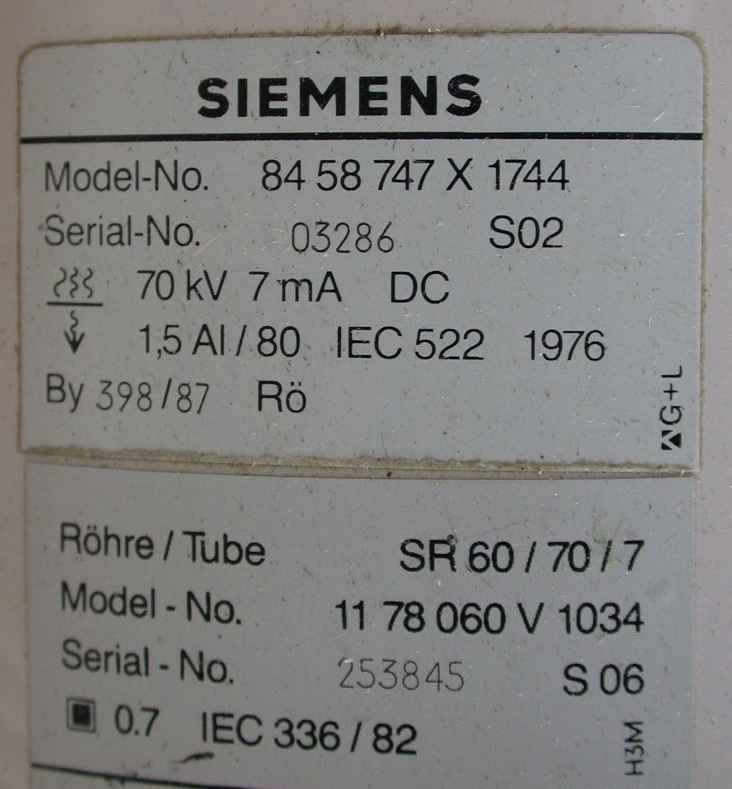 SIEMENS
Model-No. 84 58 747 X 1744
Serial-No. 03286 S02
70 kV 7 mA DC
1,5 Al / 80 IEC 522 1976
By 398/87 Rö
G+L
Röhre / Tube SR 60 / 70 / 7
Model - No. 11 78 060 V 1034
Serial - No. 253845 S 06
0.7 IEC 336 / 82
H3M